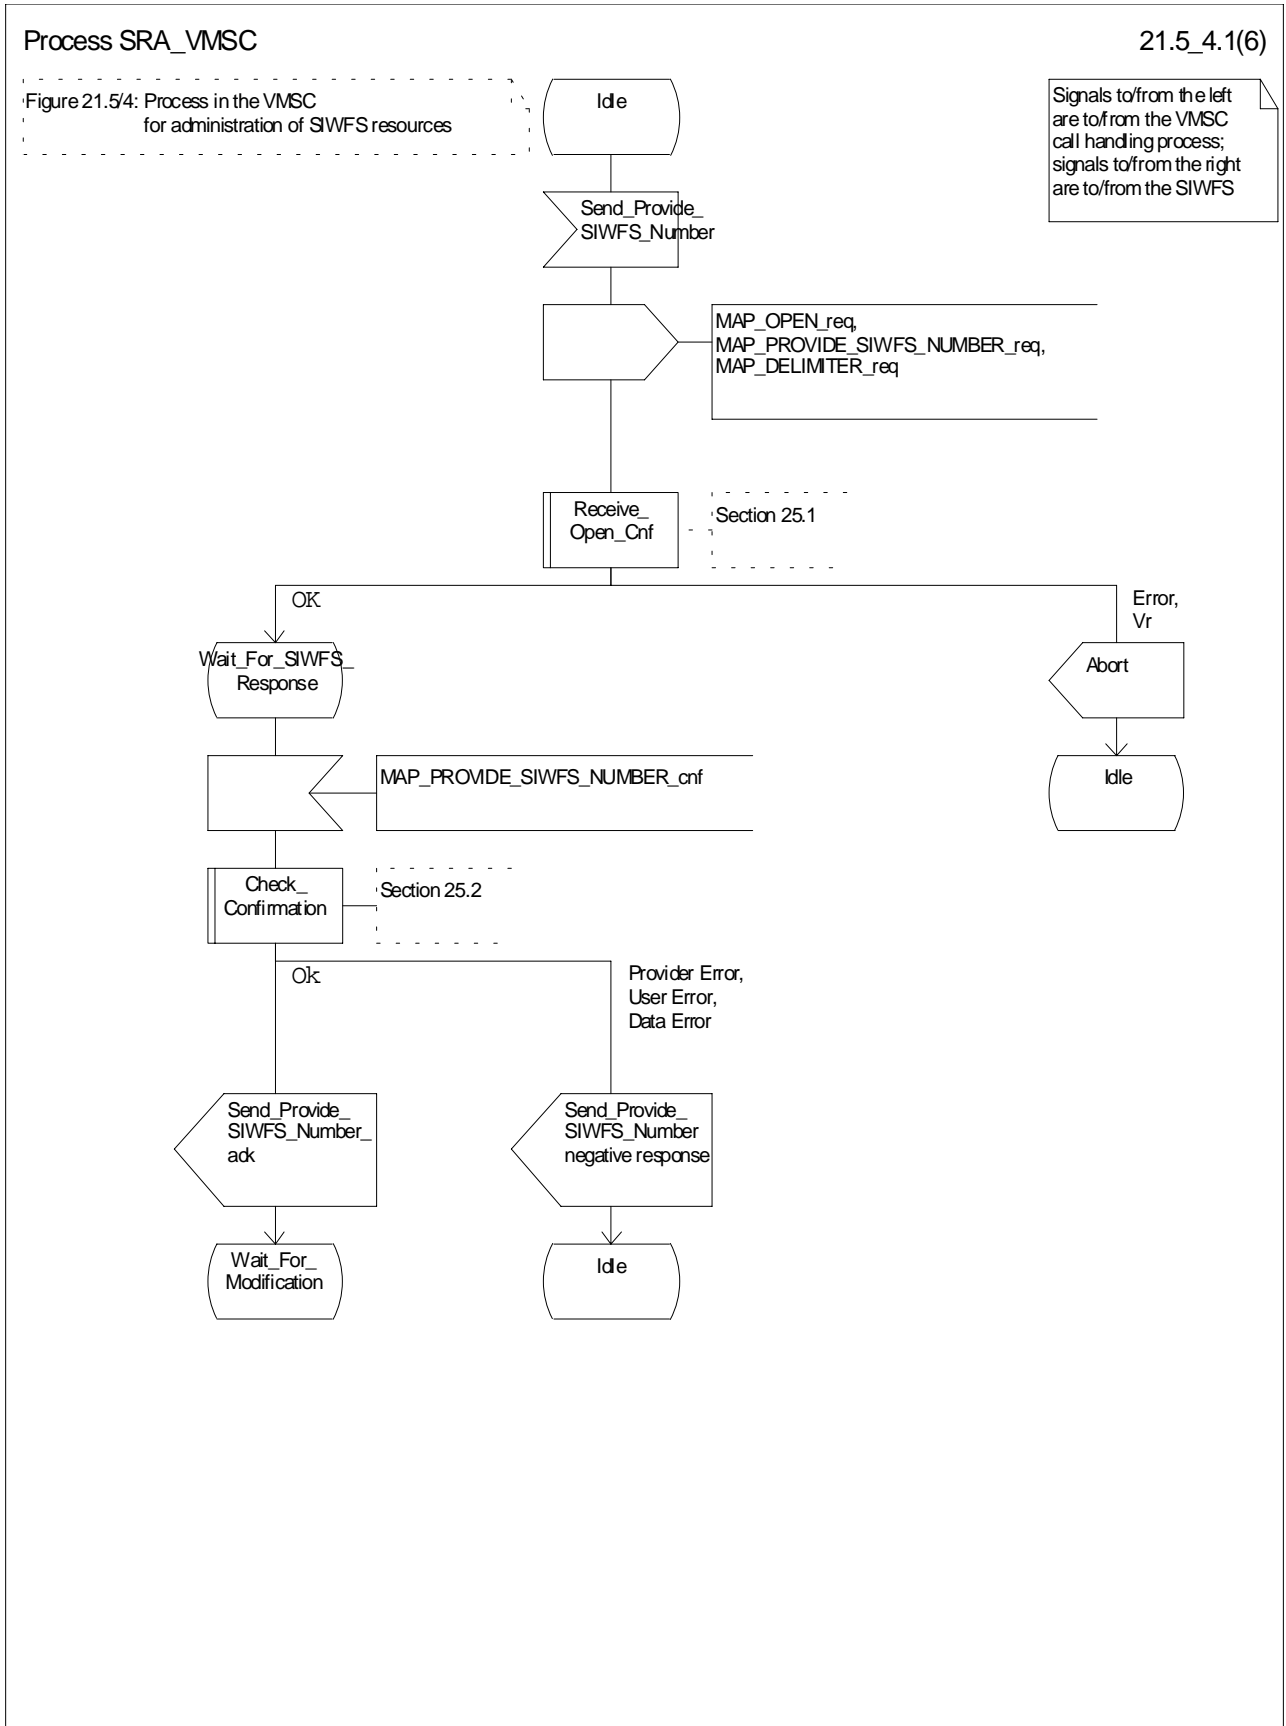 Process SRA_VMSC
21.5_4.1(6)
Figure 21.5/4: Process in the VMSC
for administration of SIWFS resources
Idle
Signals to/from the left
are to/from the VMSC
call handling process;
signals to/from the right
are to/from the SIWFS
Send_Provide_
SIWFS_Number
MAP_OPEN_req,
MAP_PROVIDE_SIWFS_NUMBER_req,
MAP_DELIMITER_req
Receive_
Open_Cnf
Section 25.1
OK
Error,
Vr
Wait_For_SIWFS_
Response
Abort
MAP_PROVIDE_SIWFS_NUMBER_cnf
Idle
Check_
Confirmation
Section 25.2
Ok
Provider Error,
User Error,
Data Error
Send_Provide_
SIWFS_Number_
ack
Send_Provide_
SIWFS_Number
negative response
Wait_For_
Modification
Idle